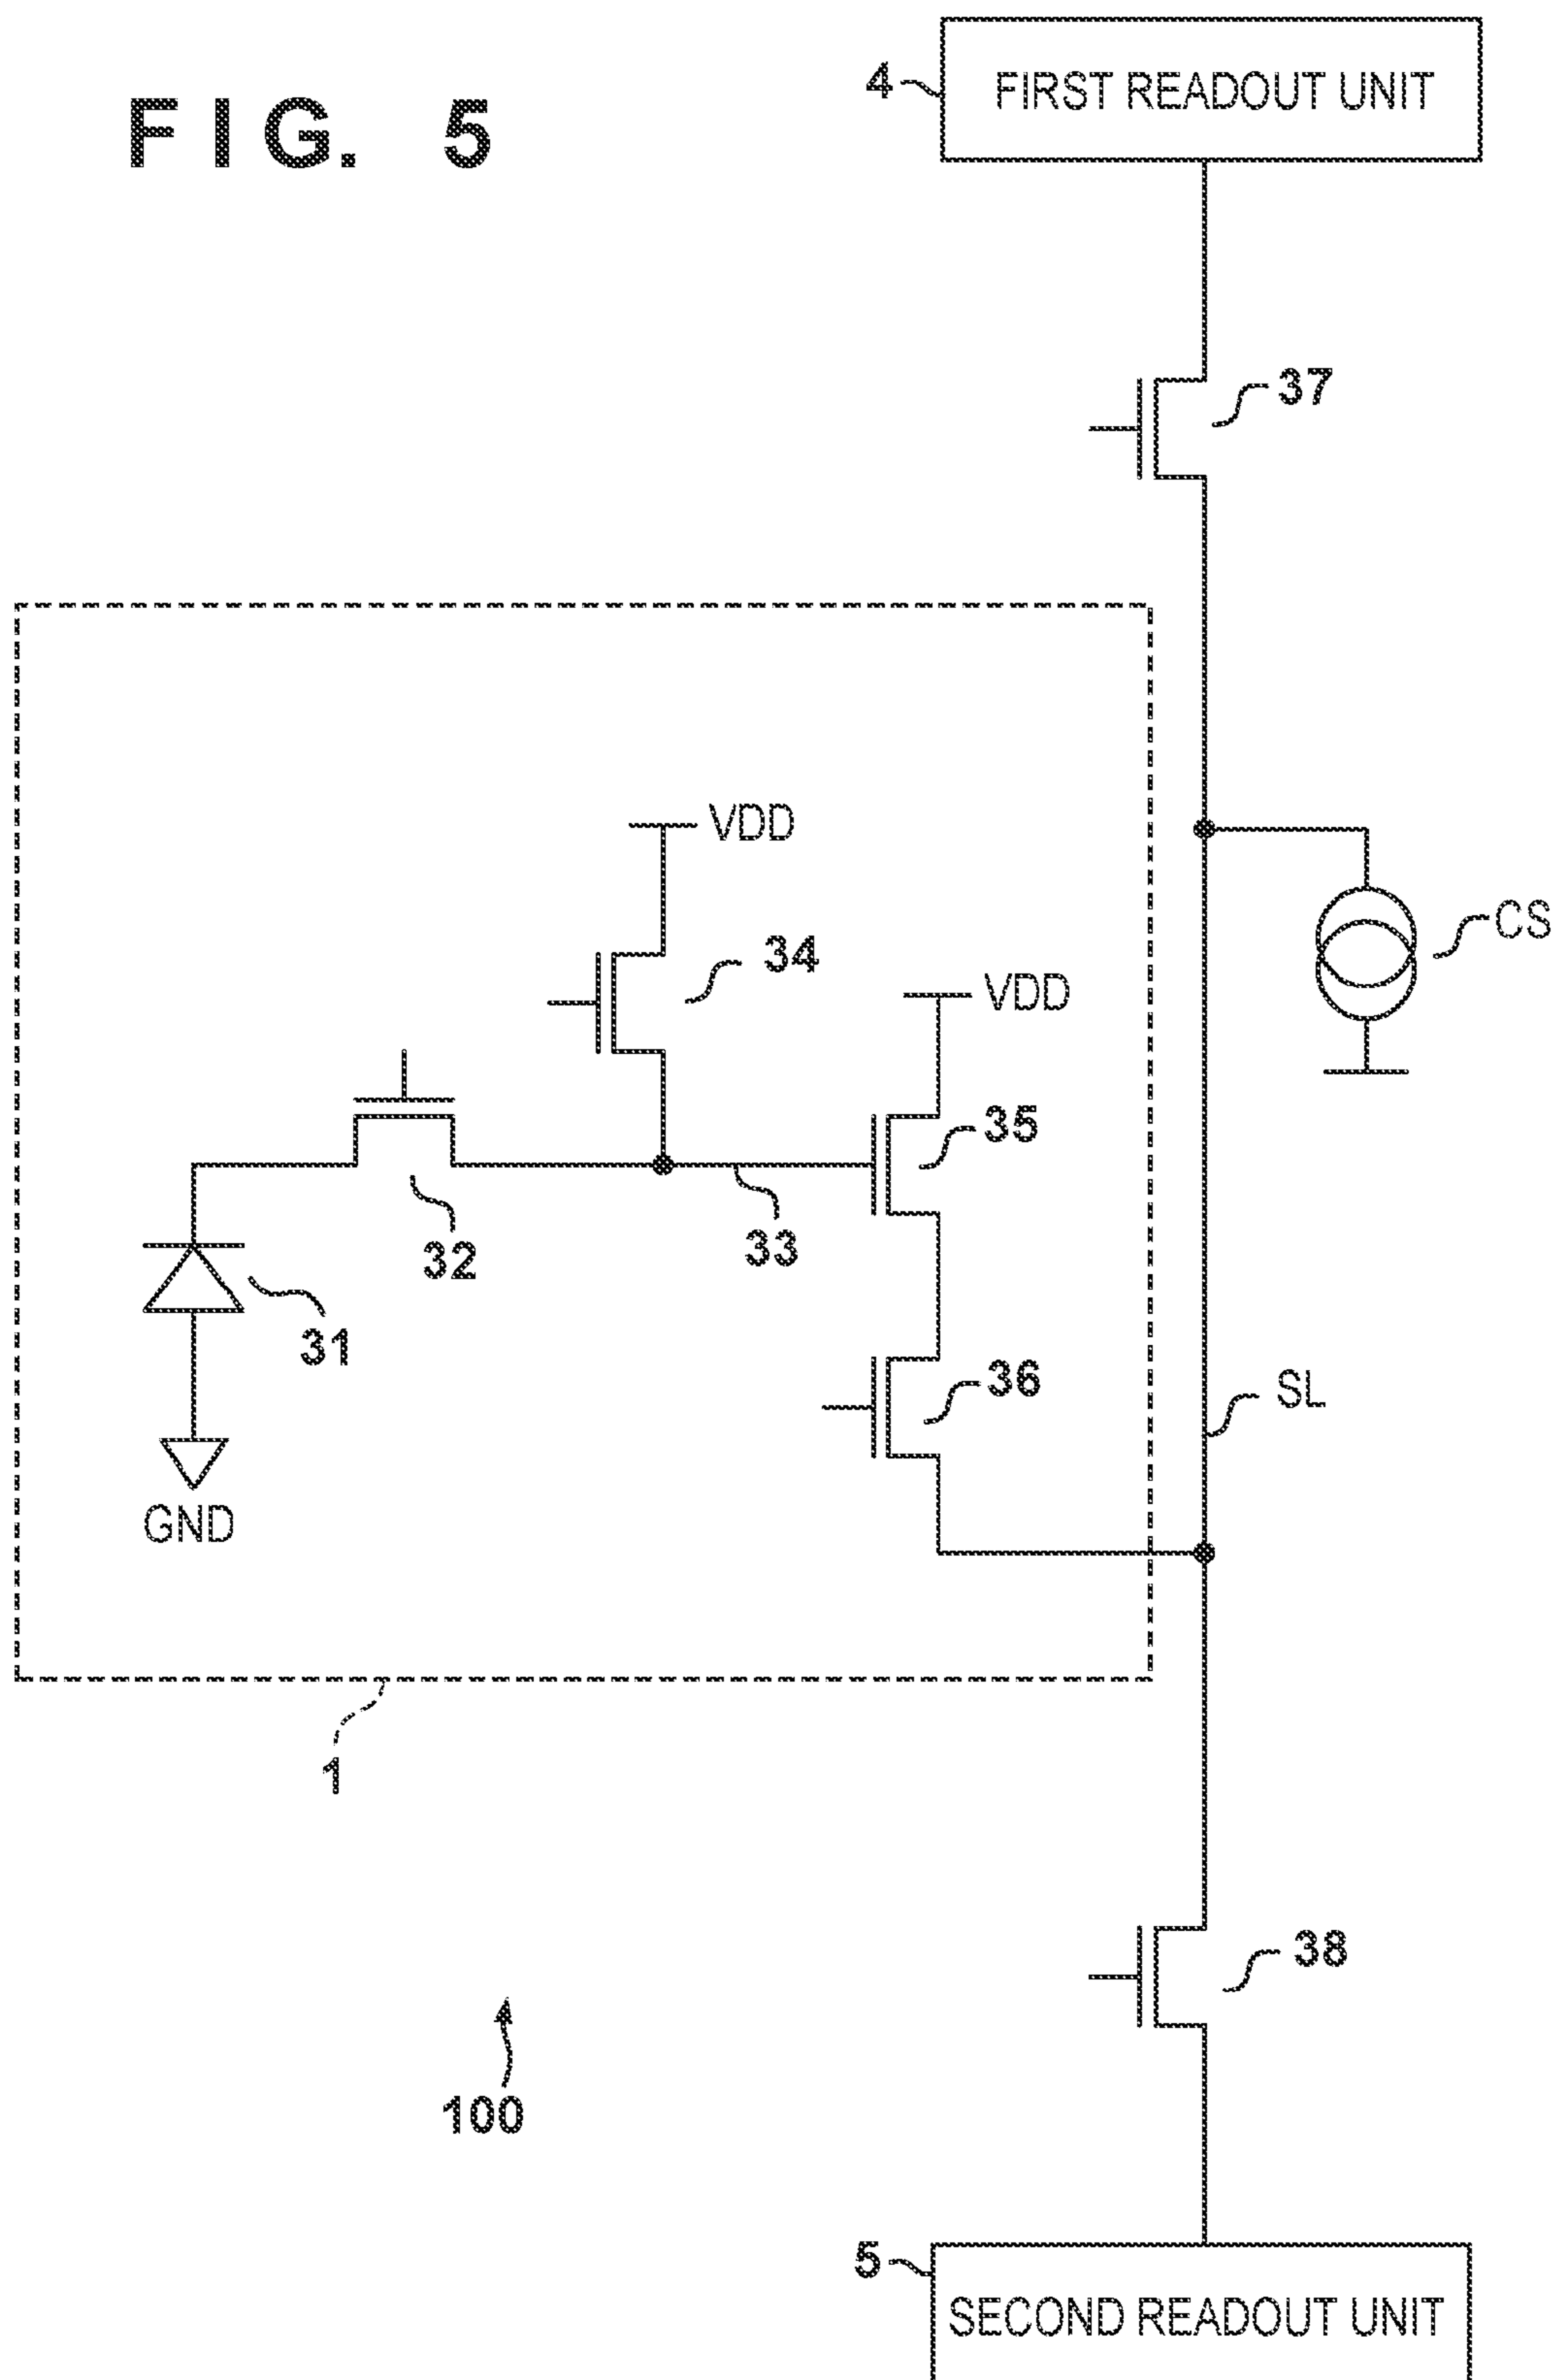 FIG. 5
4
FIRST READOUT UNIT
37
VDD
34
CS
VDD
35
32
33
31
36
SL
GND
1
38
100
5
SECOND READOUT UNIT